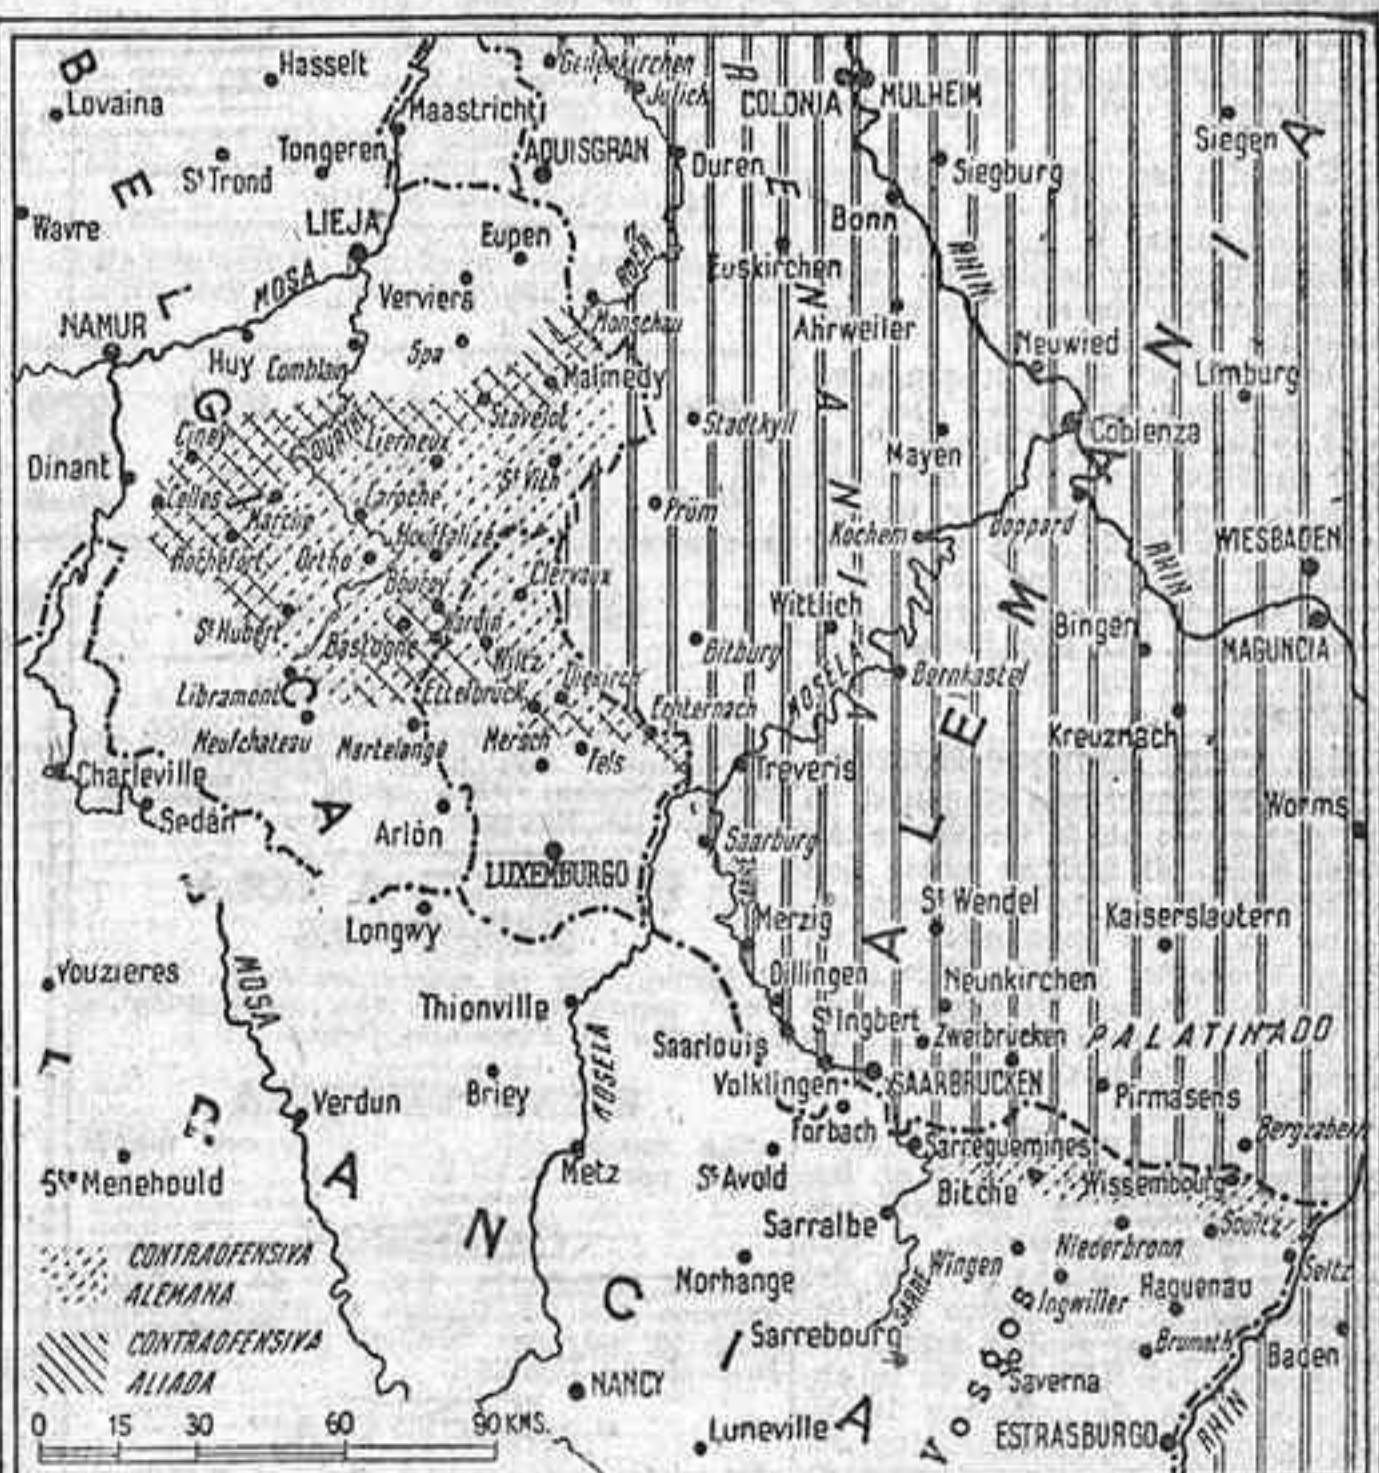 BELGICA
Hasselt
Geilenkirchen
Lovaina
Maastricht
Julich
COLONIA
MULHEIM
Siegen
St Trond
Tongeren
AQUISGRAN
Duren
Siegburg
Wavre
LIEJA
Eupen
Bonn
MOSA
Verviers
ROER
Euskirchen
RHIN
NAMUR
Huy
Comblain
Spa
Monschau
Ahrweiler
Neuwied
Limburg
Malmedy
Ciney
OURTHE
Lierneux
Stavelot
Stadtkyll
Mayen
Coblenza
Dinant
Celles
Marche
Laroche
St Vith
Prüm
Kochem
Boppard
WIESBADEN
Rochefort
Ortho
Houffalize
Clervaux
RHIN
Wittlich
Bingen
MAGUNCIA
St Hubert
Bastogne
Wiltz
Bitburg
MOSELA
Bernkastel
Libramont
Ettelbruck
Diekirch
Echternach
Neufchateau
Martelange
Mersch
Fels
Treveris
Kreuznach
RENANIA
ALEMANIA
Charleville
Sedan
Arlón
LUXEMBURGO
Saarburg
Worms
Longwy
Merzig
St Wendel
Kaiserslautern
Vouzieres
MOSA
Thionville
Dillingen
Neunkirchen
St Ingbert
Zweibrucken
PALATINADO
Saarlouis
Volklingen
SAARBRUCKEN
Pirmasens
MOSELA
Briey
Verdun
Forbach
Sarreguemines
Bergzabern
Ste Menehould
Metz
St Avold
Bitche
Wissembourg
Sarralbe
Soultz
Wingen
Niederbronn
Seltz
Morhange
Ingwiller
Haguenau
SARRE
Sarrebourg
Brumath
Baden
Vosgos
Saverna
NANCY
Luneville
ESTRASBURGO
RHIN
CONTRAOFENSIVA
ALEMANA
CONTRAOFENSIVA
ALIADA
0 15 30 60 90 KMS.